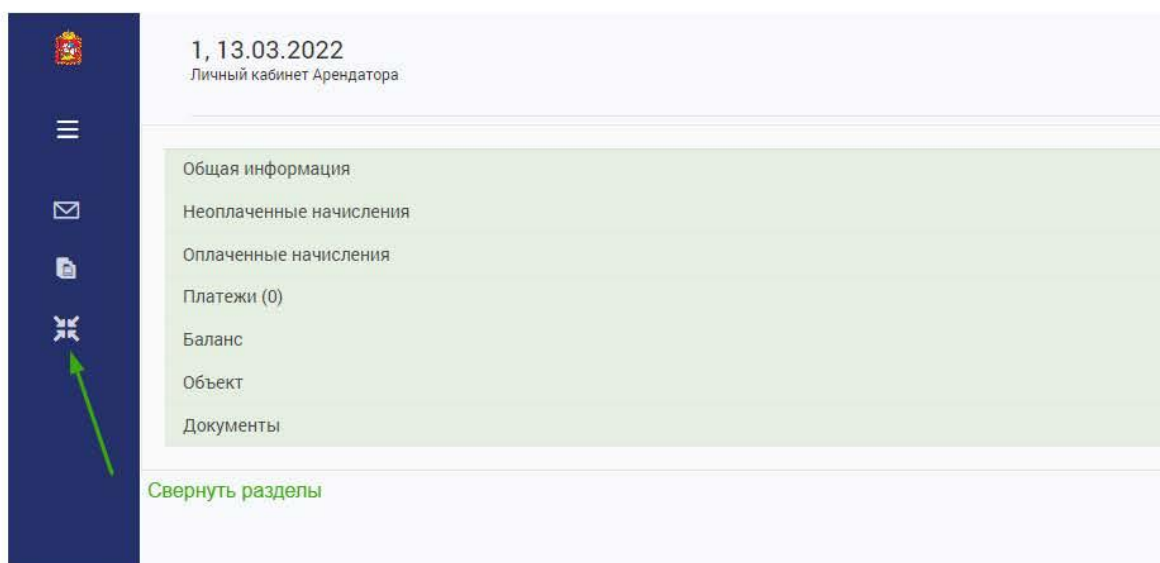 1, 13.03.2022
Личный кабинет Арендатора
Общая информация
Неоплаченные начисления
Оплаченные начисления
Платежи (0)
Баланс
Объект
Документы
Свернуть разделы